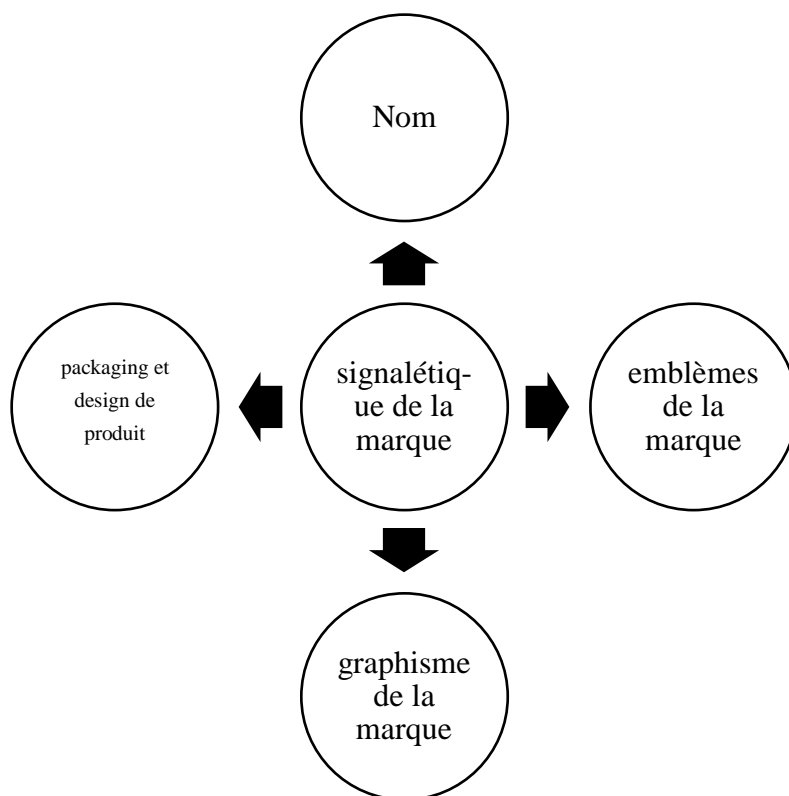 Nom
packaging et
design de
produit
signalétiq-
ue de la
marque
emblèmes
de la
marque
graphisme
de la
marque